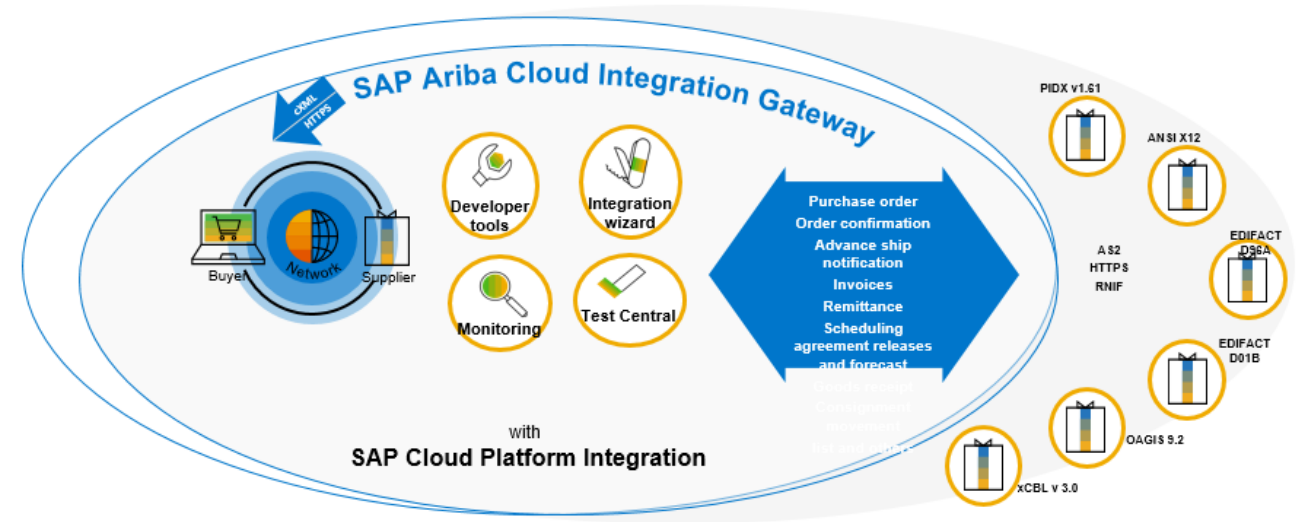 SAP Ariba Cloud Integration Gateway
cXML
HTTPS
Buyer
Network
Supplier
Developer
tools
Integration
wizard
Monitoring
Test Central
Purchase order
Order confirmation
Advance ship
notification
Invoices
Remittance
Scheduling
agreement releases
and forecast
Goods receipt
Consignment
movement
with
SAP Cloud Platform Integration
AS2
HTTPS
RNIF
PIDX v1.61
ANSI X12
EDIFACT
D96A
EDIFACT
D01B
OAGIS 9.2
xCBL v 3.0